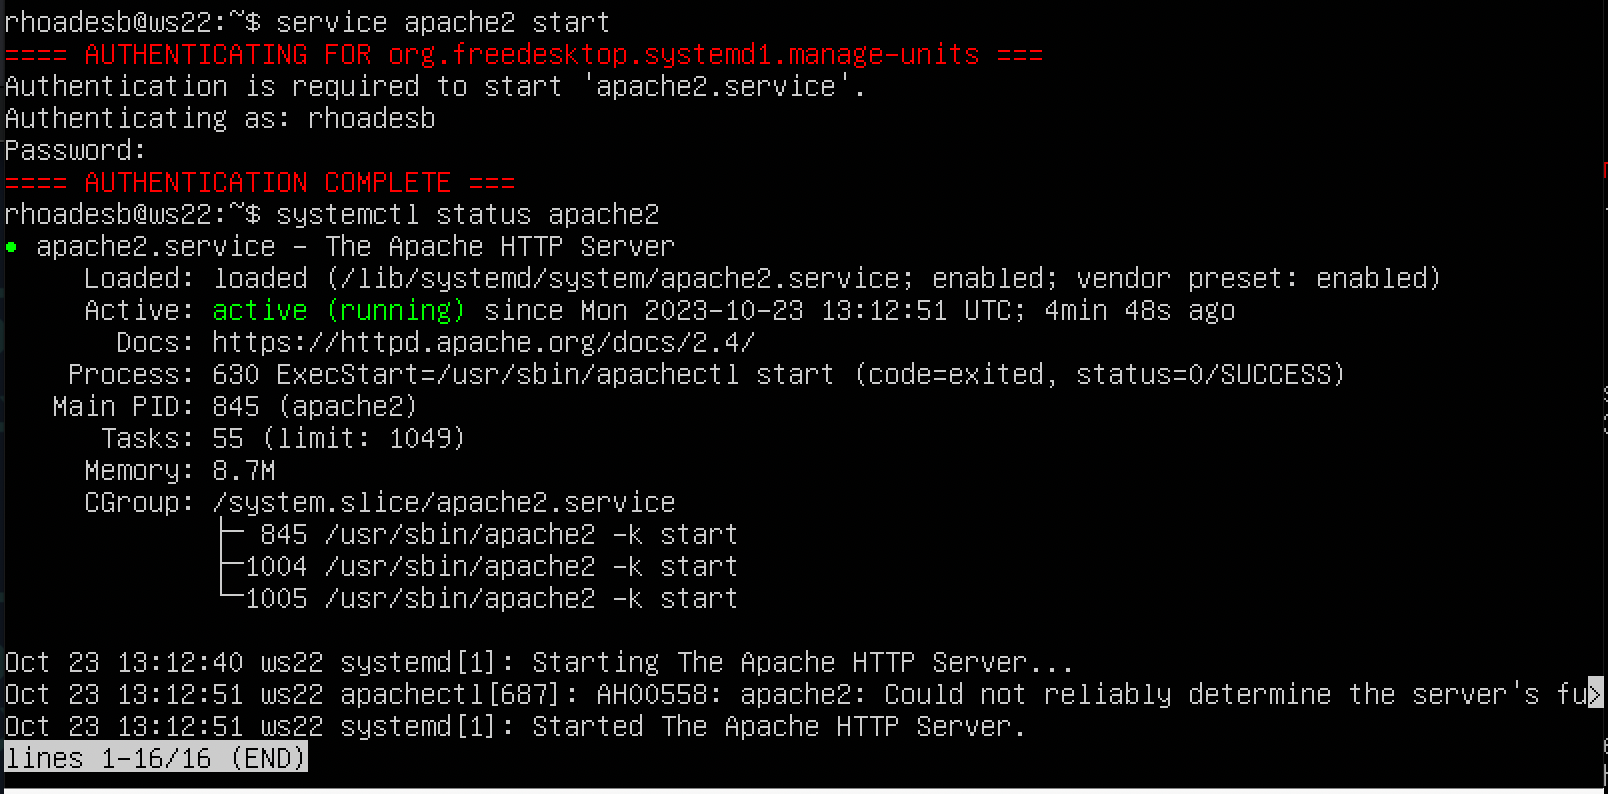 rhoadesb@ws22:~$ service apache2 start
==== AUTHENTICATING FOR org.freedesktop.systemd1.manage-units ===
Authentication is required to start 'apache2.service'.
Authenticating as: rhoadesb
Password:
==== AUTHENTICATION COMPLETE ===
rhoadesb@ws22:~$ systemctl status apache2
● apache2.service - The Apache HTTP Server
     Loaded: loaded (/lib/systemd/system/apache2.service; enabled; vendor preset: enabled)
     Active: active (running) since Mon 2023-10-23 13:12:51 UTC; 4min 48s ago
       Docs: https://httpd.apache.org/docs/2.4/
    Process: 630 ExecStart=/usr/sbin/apachectl start (code=exited, status=0/SUCCESS)
   Main PID: 845 (apache2)
      Tasks: 55 (limit: 1049)
     Memory: 8.7M
     CGroup: /system.slice/apache2.service
             ├─ 845 /usr/sbin/apache2 -k start
             ├─1004 /usr/sbin/apache2 -k start
             └─1005 /usr/sbin/apache2 -k start

Oct 23 13:12:40 ws22 systemd[1]: Starting The Apache HTTP Server...
Oct 23 13:12:51 ws22 apachectl[687]: AH00558: apache2: Could not reliably determine the server's fu>
Oct 23 13:12:51 ws22 systemd[1]: Started The Apache HTTP Server.
lines 1-16/16 (END)